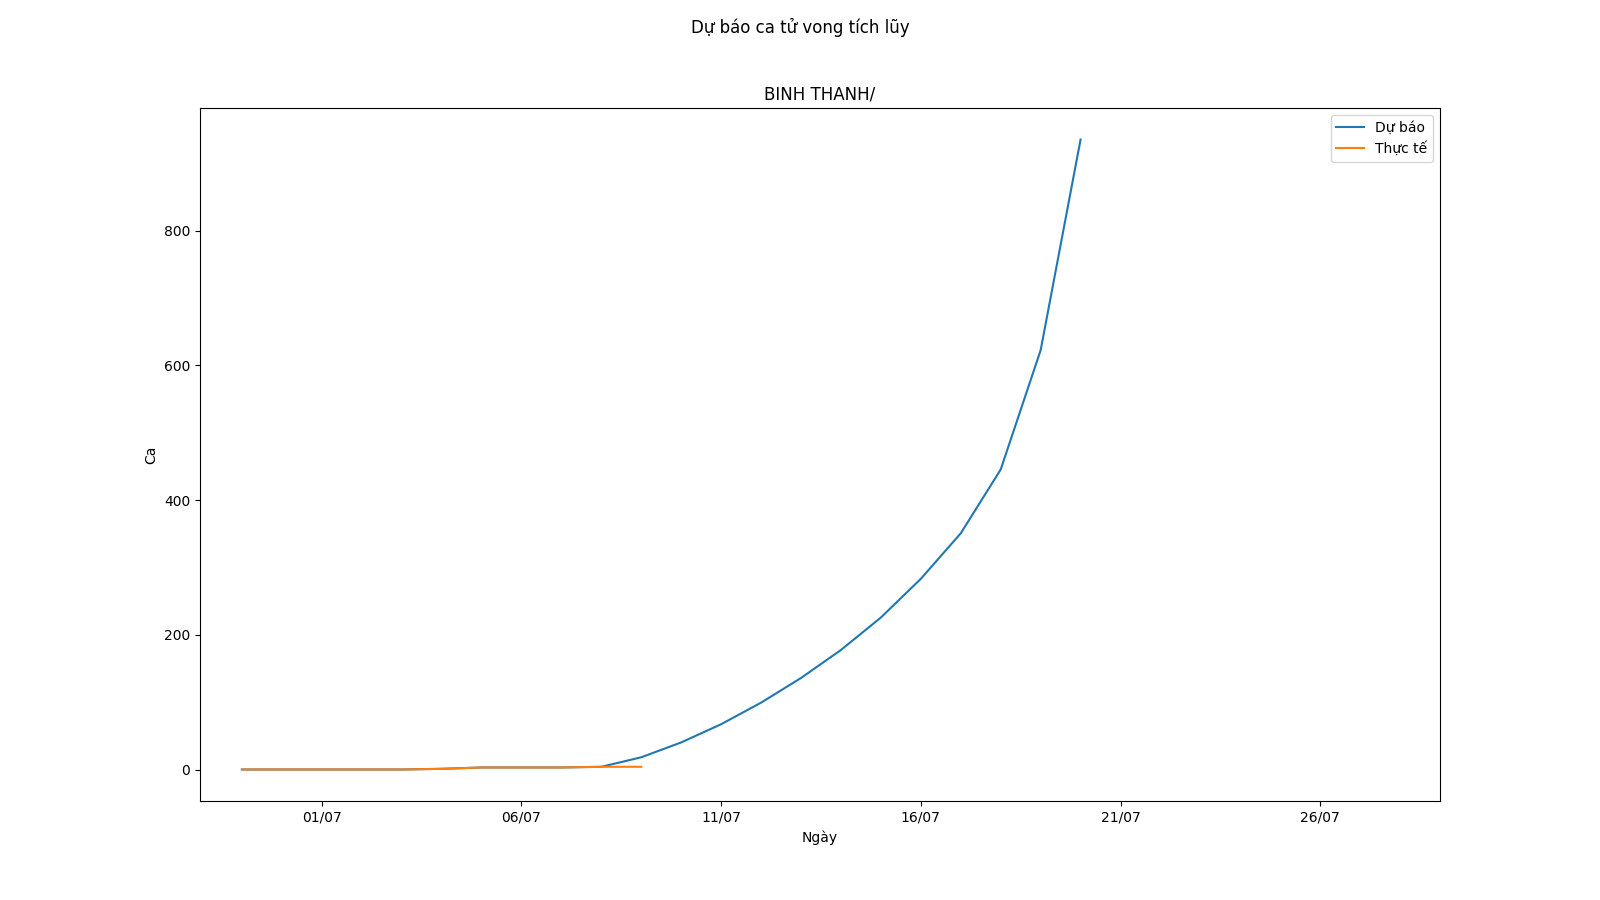 Dự báo ca tử vong tích lũy
BINH THANH/
Dự báo
Thực tế
800
600
400
200
0
Ca
01/07 06/07 11/07 16/07 21/07 26/07
Ngày